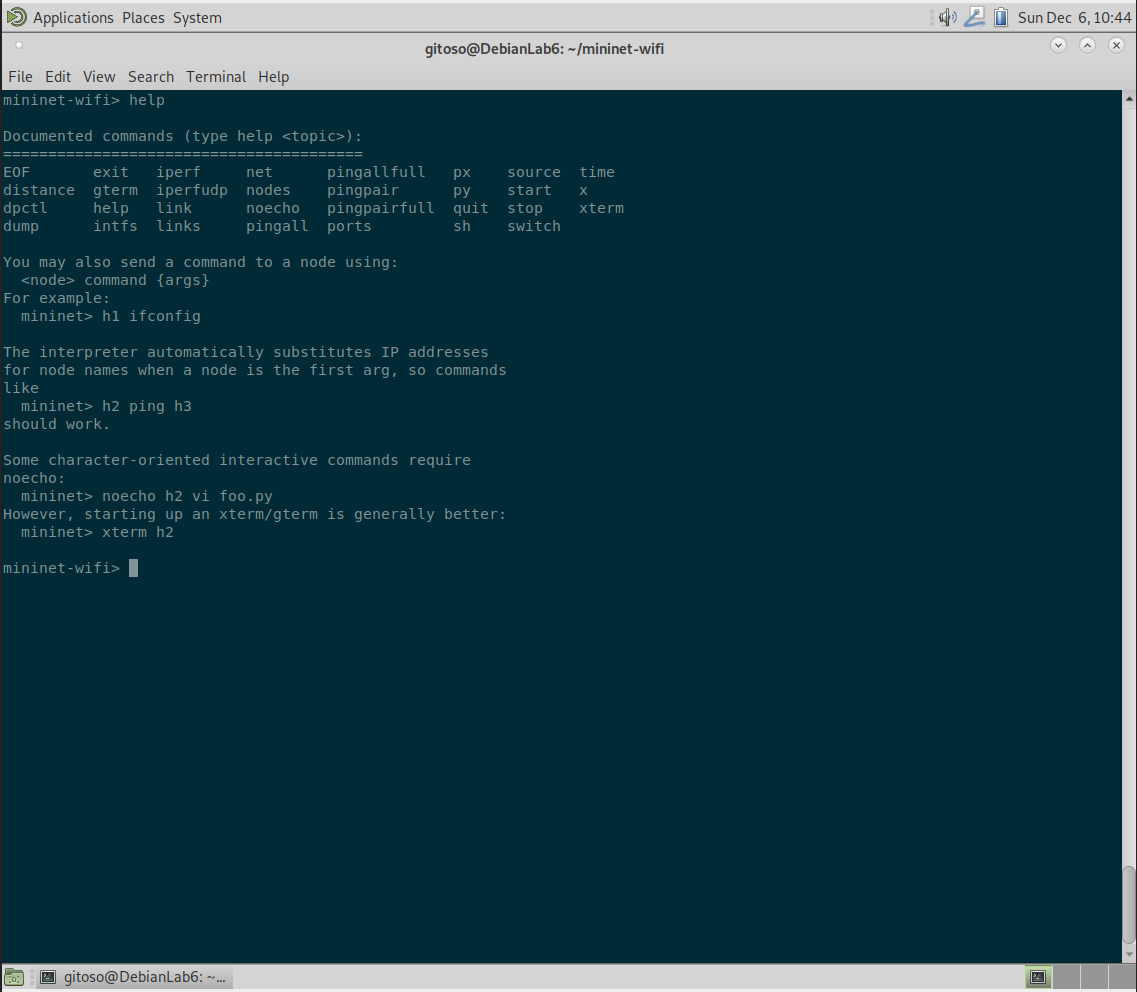 Applications Places System Sun Dec 6, 10:44
gitoso@DebianLab6: ~/mininet-wifi
File Edit View Search Terminal Help
mininet-wifi> help
Documented commands (type help <topic>):
========================================
EOF exit iperf net pingallfull px source time
distance gterm iperfudp nodes pingpair py start x
dpctl help link noecho pingpairfull quit stop xterm
dump intfs links pingall ports sh switch
You may also send a command to a node using:
<node> command {args}
For example:
mininet> h1 ifconfig
The interpreter automatically substitutes IP addresses
for node names when a node is the first arg, so commands
like
mininet> h2 ping h3
should work.
Some character-oriented interactive commands require
noecho:
mininet> noecho h2 vi foo.py
However, starting up an xterm/gterm is generally better:
mininet> xterm h2
mininet-wifi>
gitoso@DebianLab6: ~...